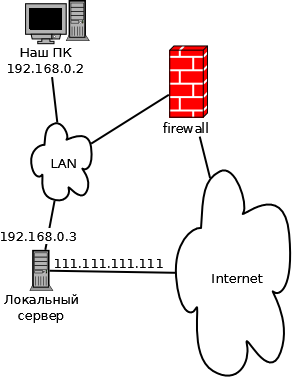 Наш ПК
192.168.0.2
firewall
LAN
192.168.0.3
111.111.111.111
Internet
Локальный
сервер